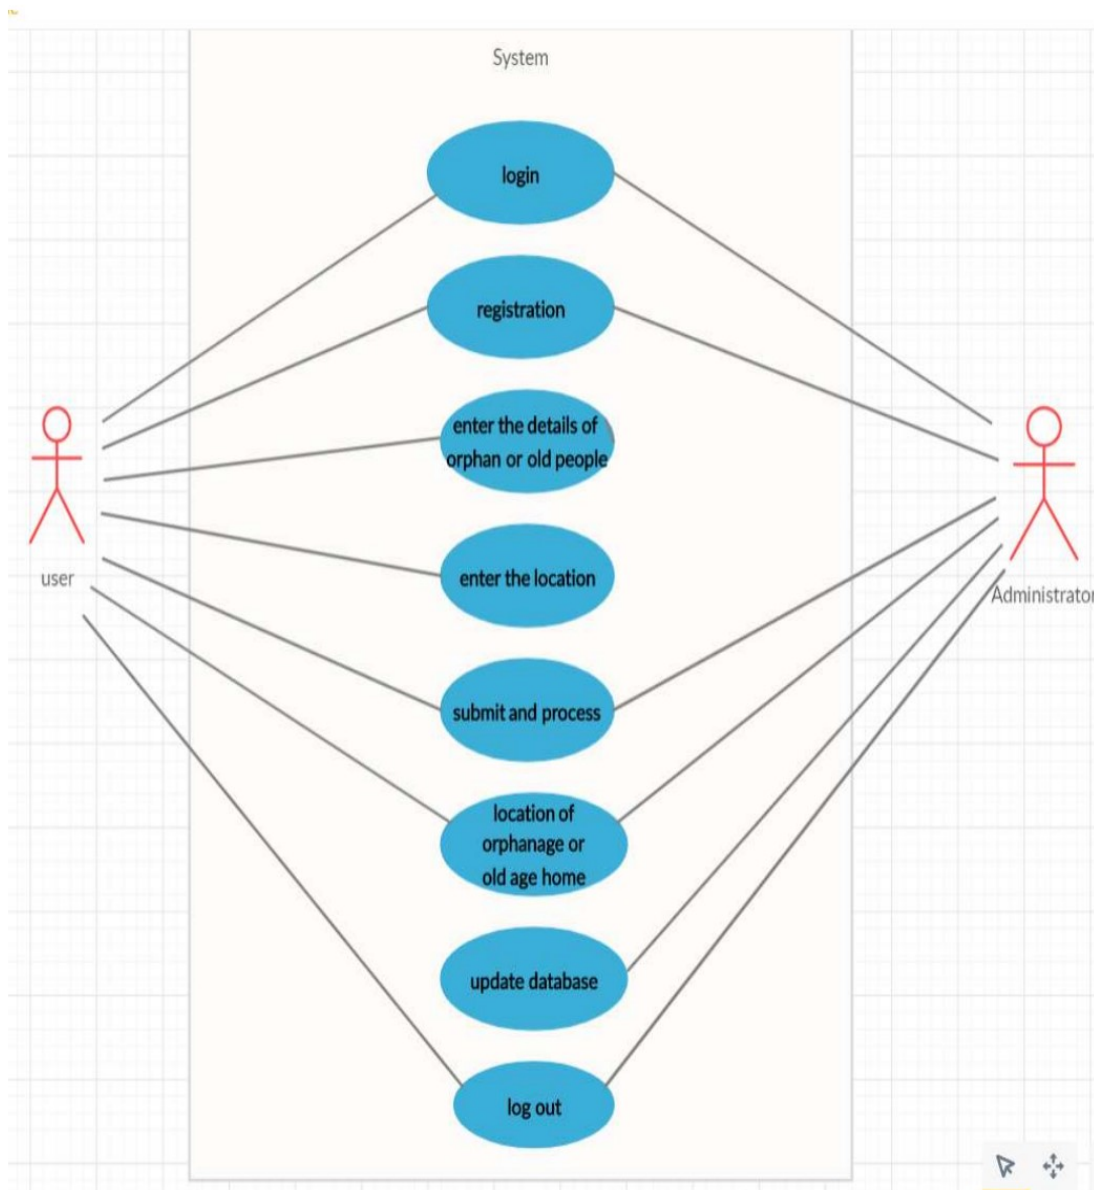 System
login
registration
enter the details of
orphan or old people
enter the location
user
Administrator
submit and process
location of
orphanage or
old age home
update database
log out